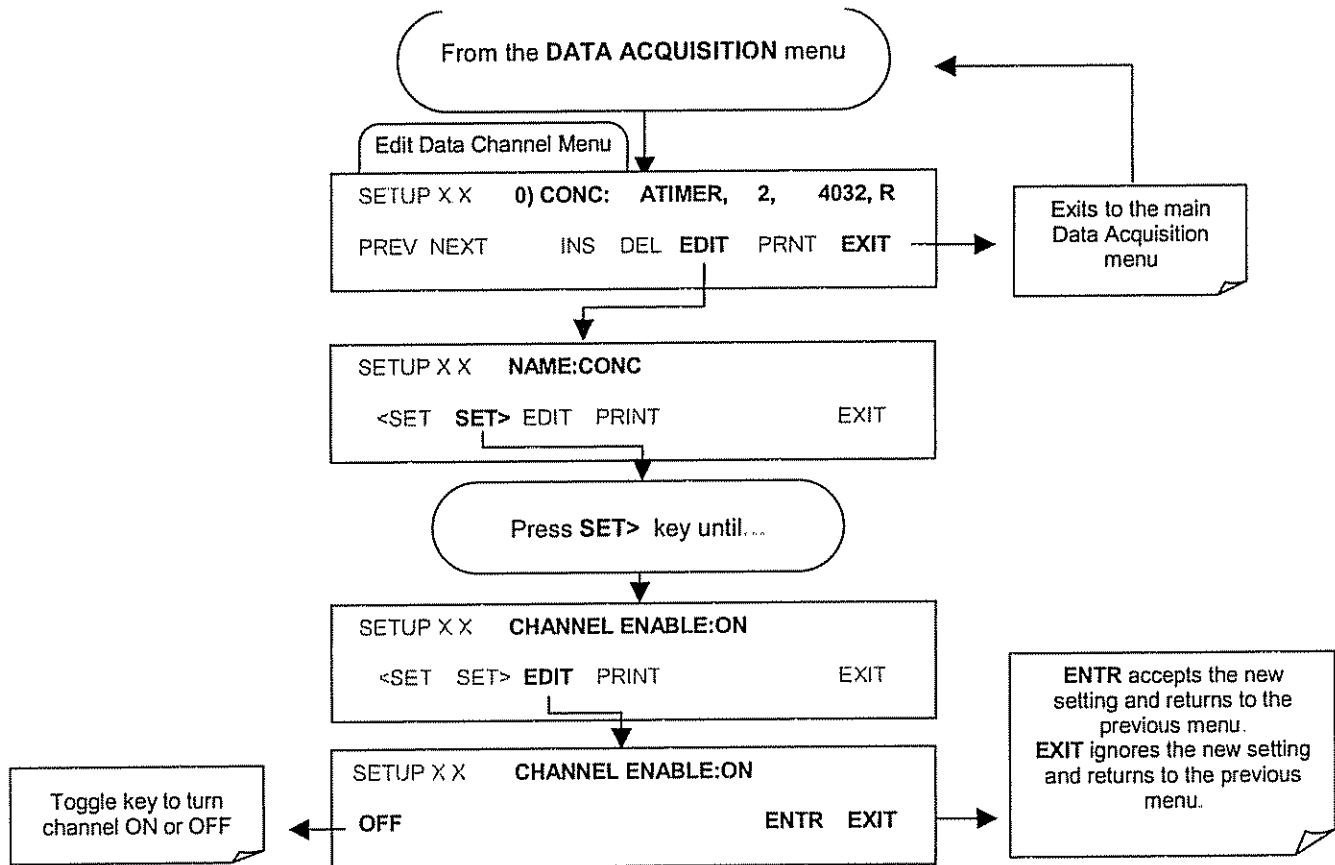 From the DATA ACQUISITION menu
Edit Data Channel Menu
SETUP X X 0) CONC: ATIMER, 2, 4032, R
PREV NEXT INS DEL EDIT PRNT EXIT
Exits to the main
Data Acquisition
menu
SETUP X X NAME:CONC
<SET SET> EDIT PRINT EXIT
Press SET> key until...
SETUP X X CHANNEL ENABLE:ON
<SET SET> EDIT PRINT EXIT
ENTR accepts the new
setting and returns to the
previous menu.
EXIT ignores the new setting
and returns to the previous
menu.
SETUP X X CHANNEL ENABLE:ON
OFF ENTR EXIT
Toggle key to turn
channel ON or OFF